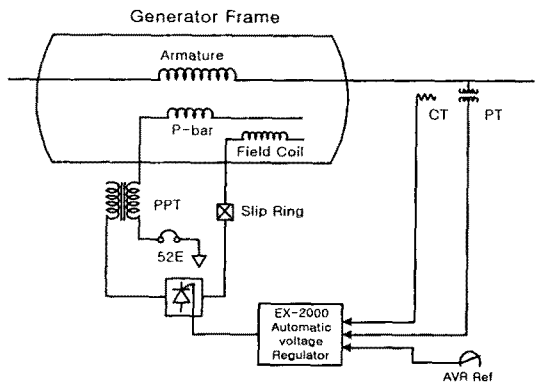 Generator Frame
Armature
P-bar
Field Coil
CT
PT
PPT
Slip Ring
52E
EX-2000
Automatic
voltage
Regulator
AVR Ref